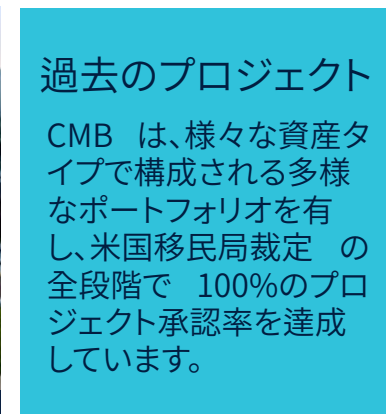 過去のプロジェクト
CMB は、様々な資産タ
イプで構成される多様
なポートフォリオを有
し、米国移民局裁定 の
全段階で 100%のプロ
ジェクト承認率を達成
しています。